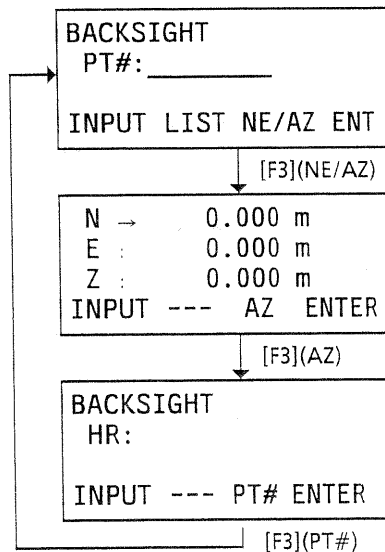 BACKSIGHT
PT#:
INPUT LIST NE/AZ ENT
[F3](NE/AZ)
N → 0.000 m
E : 0.000 m
Z : 0.000 m
INPUT --- AZ ENTER
[F3](AZ)
BACKSIGHT
HR:
INPUT --- PT# ENTER
[F3](PT#)